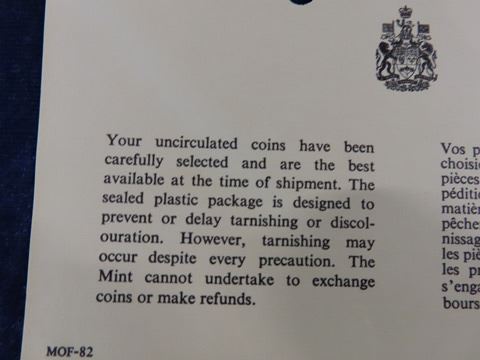 Your uncirculated coins have been
carefully selected and are the best
available at the time of shipment. The
sealed plastic package is designed to
prevent or delay tarnishing or discol-
ouration. However, tarnishing may
occur despite every precaution. The
Mint cannot undertake to exchange
coins or make refunds.
MOF-82
Vos p
choisie
pièces
péditio
matièr
pêcher
nissag
les piè
les pr
s'enga
bours